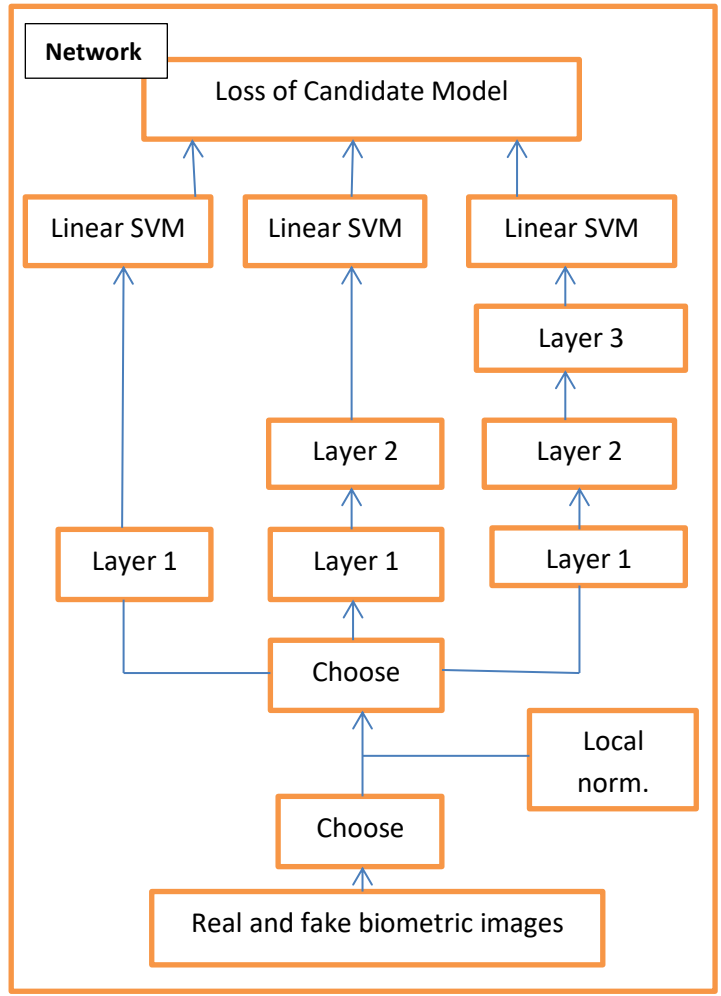 Network
Loss of Candidate Model
Linear SVM
Linear SVM
Linear SVM
Layer 3
Layer 2
Layer 2
Layer 1
Layer 1
Layer 1
Choose
Local
norm.
Choose
Real and fake biometric images